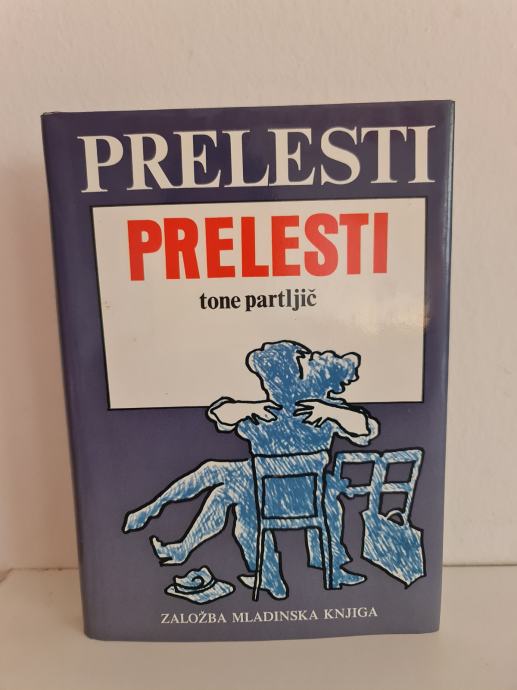 PRELESTI
PRELESTI
tone partljič
ZALOŽBA MLADINSKA KNJIGA